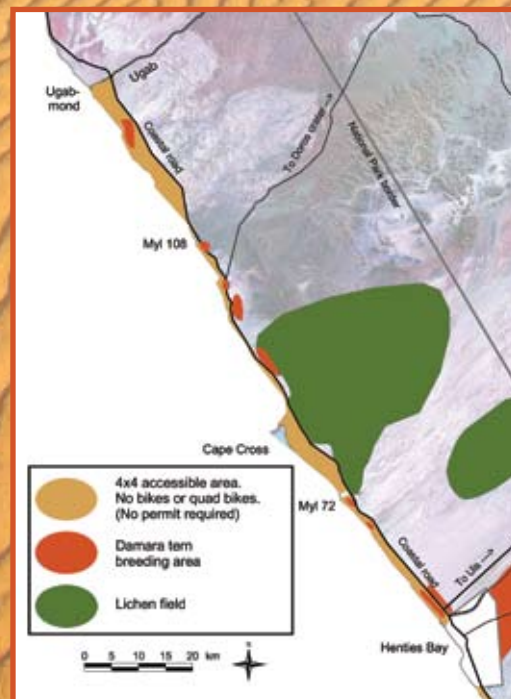 Ugab
Ugab-
mond
Coastal road
To Doros crater →
National Park border
Myl 108
Cape Cross
Myl 72
Coastal road
To Uis →
Henties Bay
4x4 accessible area.
No bikes or quad bikes.
(No permit required)
Damara tern
breeding area
Lichen field
0 5 10 15 20 km
N